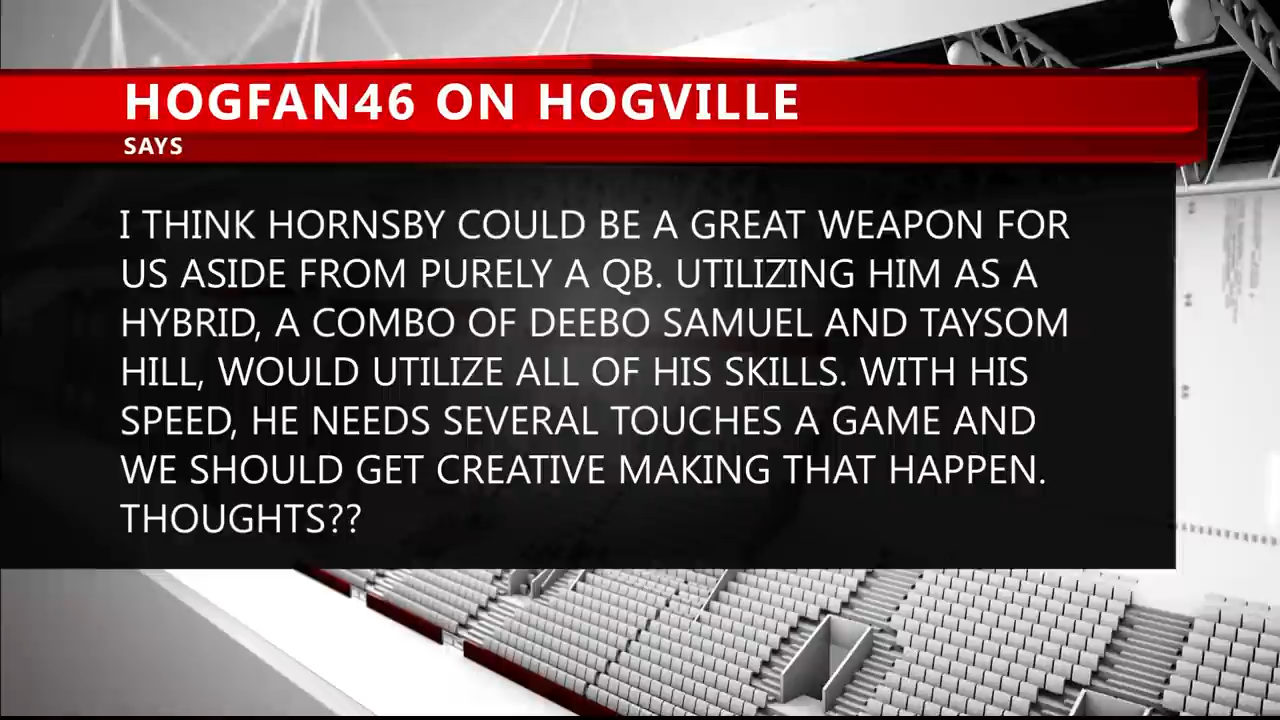 HOGFAN46 ON HOGVILLE
SAYS
I THINK HORNSBY COULD BE A GREAT WEAPON FOR
US ASIDE FROM PURELY A QB. UTILIZING HIM AS A
HYBRID, A COMBO OF DEEBO SAMUEL AND TAYSOM
HILL, WOULD UTILIZE ALL OF HIS SKILLS. WITH HIS
SPEED, HE NEEDS SEVERAL TOUCHES A GAME AND
WE SHOULD GET CREATIVE MAKING THAT HAPPEN.
THOUGHTS??